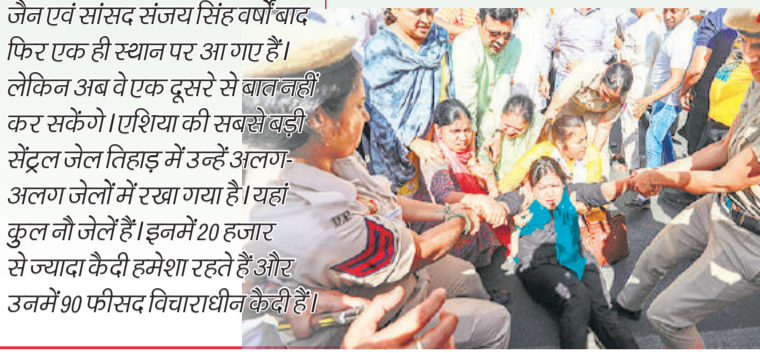 जैन एवं सांसद संजय सिंह वर्षों बाद
फिर एक ही स्थान पर आ गए हैं।
लेकिन अब वे एक दूसरे से बात नहीं
कर सकेंगे। एशिया की सबसे बड़ी
सेंट्रल जेल तिहाड़ में उन्हें अलग-
अलग जेलों में रखा गया है। यहां
कुल नौ जेलें हैं। इनमें 20 हजार
से ज्यादा कैदी हमेशा रहते हैं और
उनमें 90 फीसद विचाराधीन कैदी हैं।